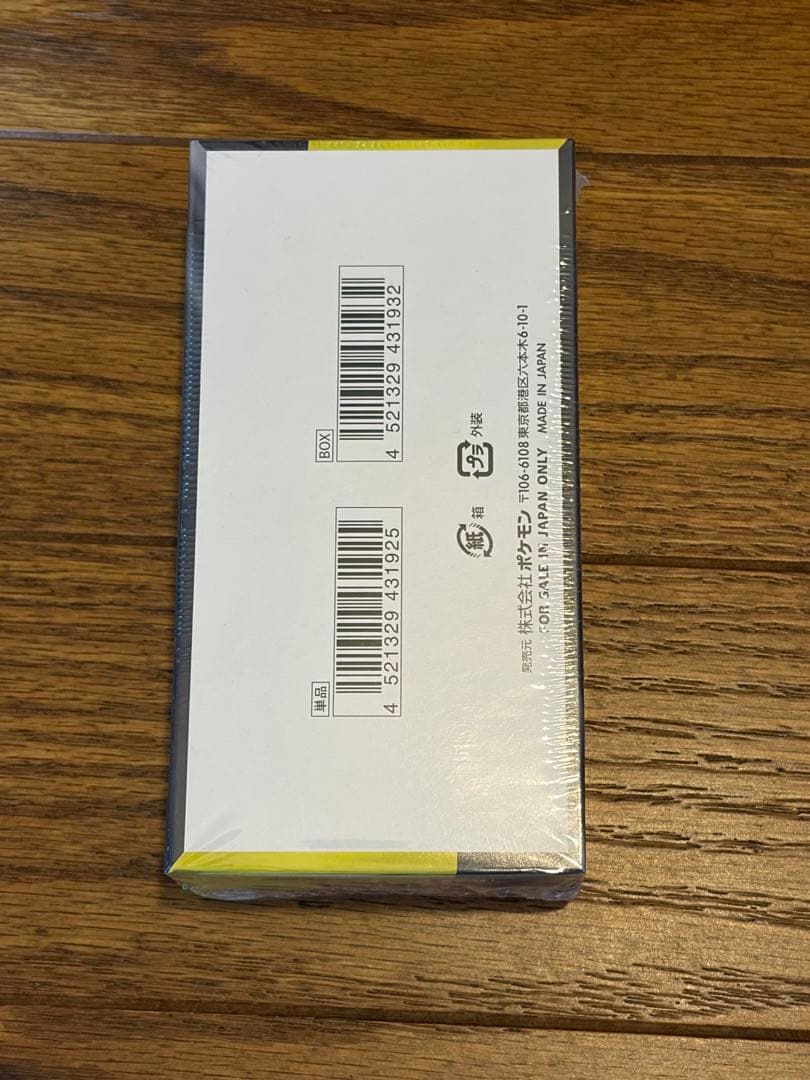 単品
4 521329 431925
BOX
4 521329 431932
紙 箱
プラ 外装
発売元 株式会社 ポケモン 〒106-6108 東京都港区六本木6-10-1
FOR SALE IN JAPAN ONLY MADE IN JAPAN